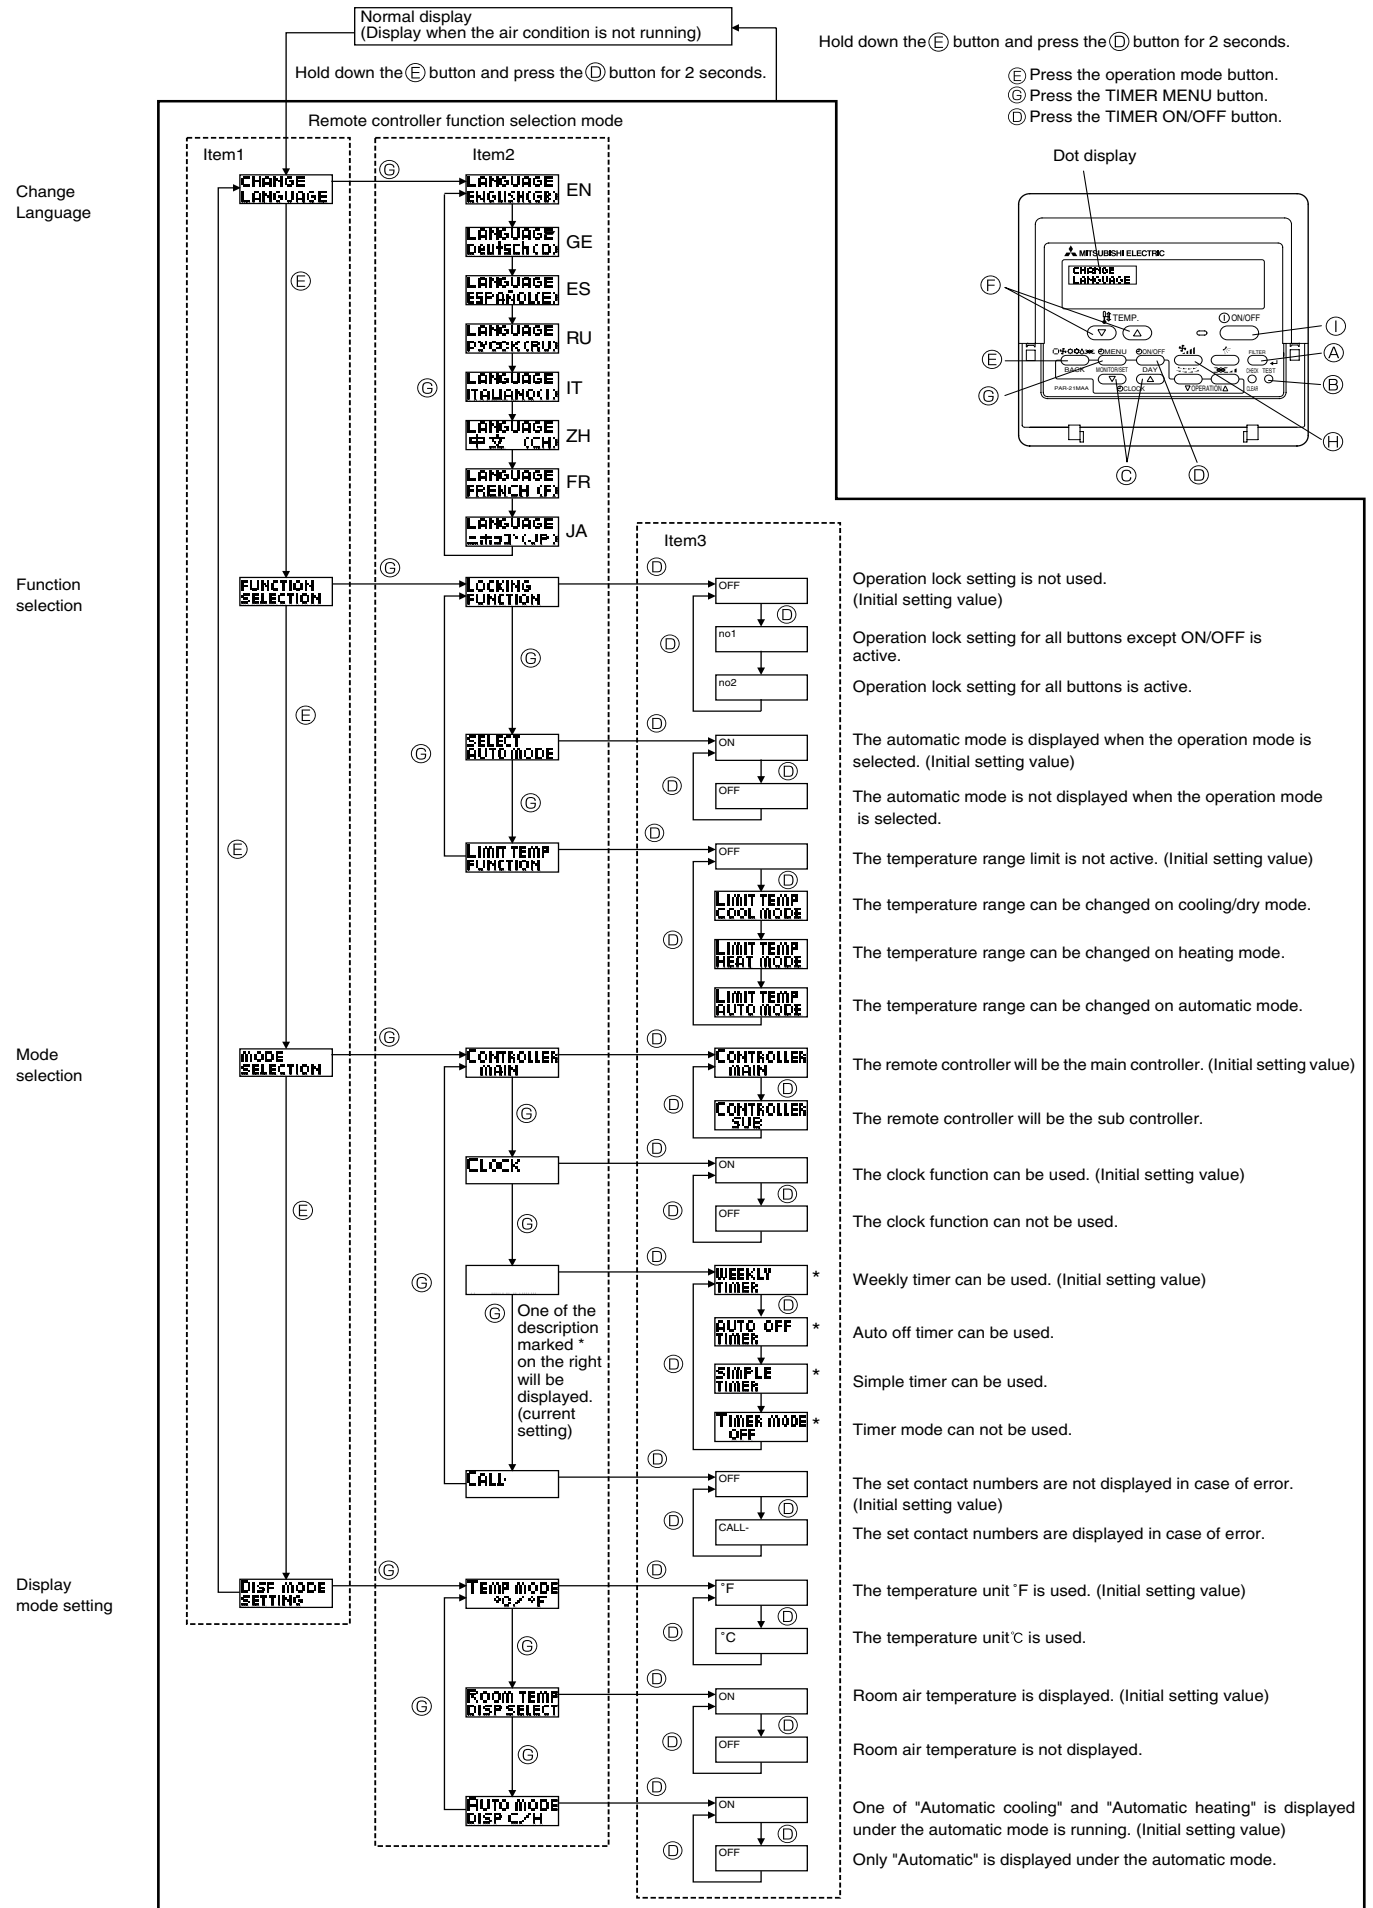 Normal display
(Display when the air condition is not running)
Hold down the Ⓔ button and press the Ⓓ button for 2 seconds.
Hold down the Ⓔ button and press the Ⓓ button for 2 seconds.
Ⓔ Press the operation mode button.
Ⓖ Press the TIMER MENU button.
Ⓓ Press the TIMER ON/OFF button.
Remote controller function selection mode
Item1
Item2
Dot display
Change
Language
CHANGE
LANGUAGE
Ⓖ
LANGUAGE
ENGLISH(GB)
EN
LANGUAGE
Deutsch(D)
GE
LANGUAGE
ESPAÑOL(E)
ES
LANGUAGE
РУССК(RU)
RU
LANGUAGE
ITALIANO(I)
IT
LANGUAGE
中文 (CH)
ZH
LANGUAGE
FRENCH (F)
FR
LANGUAGE
ニホンゴ(JP)
JA
Ⓔ
Ⓖ
MITSUBISHI ELECTRIC
CHANGE
LANGUAGE
TEMP.
ON/OFF
MENU
ON/OFF
FILTER
BACK
MONITOR/SET
DAY
CHECK
TEST
PAR-21MAA
CLOCK
OPERATION
CLEAR
Ⓕ
Ⓔ
Ⓖ
Ⓒ
Ⓓ
Ⓘ
Ⓐ
Ⓑ
Ⓗ
Item3
Function
selection
FUNCTION
SELECTION
Ⓖ
LOCKING
FUNCTION
Ⓓ
OFF
Operation lock setting is not used.
(Initial setting value)
Ⓓ
Ⓓ
no1
Operation lock setting for all buttons except ON/OFF is
active.
Ⓖ
no2
Operation lock setting for all buttons is active.
Ⓔ
Ⓖ
SELECT
AUTO MODE
Ⓓ
ON
The automatic mode is displayed when the operation mode is
selected. (Initial setting value)
Ⓓ
Ⓓ
OFF
The automatic mode is not displayed when the operation mode
is selected.
Ⓖ
Ⓔ
LIMIT TEMP
FUNCTION
Ⓓ
OFF
The temperature range limit is not active. (Initial setting value)
Ⓓ
LIMIT TEMP
COOL MODE
The temperature range can be changed on cooling/dry mode.
Ⓓ
LIMIT TEMP
HEAT MODE
The temperature range can be changed on heating mode.
LIMIT TEMP
AUTO MODE
The temperature range can be changed on automatic mode.
Mode
selection
MODE
SELECTION
Ⓖ
CONTROLLER
MAIN
Ⓓ
CONTROLLER
MAIN
The remote controller will be the main controller. (Initial setting value)
Ⓓ
Ⓓ
CONTROLLER
SUB
The remote controller will be the sub controller.
Ⓖ
CLOCK
Ⓓ
ON
The clock function can be used. (Initial setting value)
Ⓓ
Ⓓ
OFF
The clock function can not be used.
Ⓔ
Ⓖ
Ⓖ
Ⓓ
WEEKLY
TIMER
*
Weekly timer can be used. (Initial setting value)
Ⓖ
One of the
description
marked *
on the right
will be
displayed.
(current
setting)
Ⓓ
Ⓓ
AUTO OFF
TIMER
*
Auto off timer can be used.
SIMPLE
TIMER
*
Simple timer can be used.
TIMER MODE
OFF
*
Timer mode can not be used.
CALL-
Ⓓ
OFF
The set contact numbers are not displayed in case of error.
(Initial setting value)
Ⓓ
Ⓓ
CALL-
The set contact numbers are displayed in case of error.
Display
mode setting
DISP MODE
SETTING
Ⓖ
TEMP MODE
°C/°F
Ⓓ
°F
The temperature unit °F is used. (Initial setting value)
Ⓓ
Ⓓ
°C
The temperature unit ℃ is used.
Ⓖ
Ⓖ
ROOM TEMP
DISP SELECT
Ⓓ
ON
Room air temperature is displayed. (Initial setting value)
Ⓓ
Ⓓ
OFF
Room air temperature is not displayed.
Ⓖ
AUTO MODE
DISP C/H
Ⓓ
ON
One of "Automatic cooling" and "Automatic heating" is displayed
under the automatic mode is running. (Initial setting value)
Ⓓ
Ⓓ
OFF
Only "Automatic" is displayed under the automatic mode.